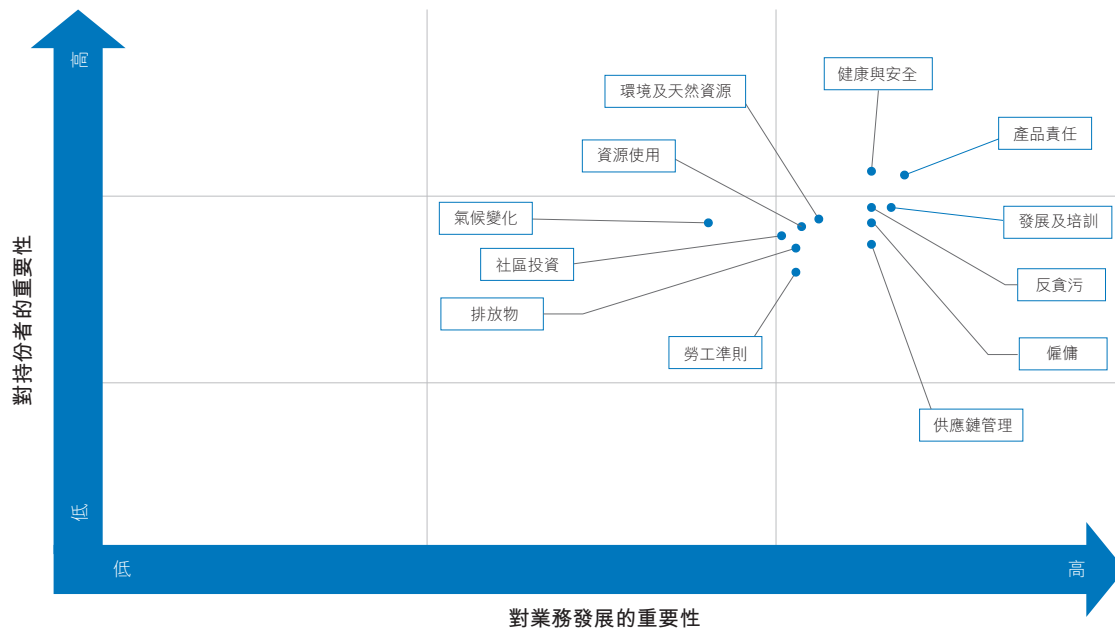 高
健康與安全
環境及天然資源
產品責任
資源使用
氣候變化
發展及培訓
社區投資
反貪污
排放物
勞工準則
僱傭
對持份者的重要性
供應鏈管理
低
低
高
對業務發展的重要性